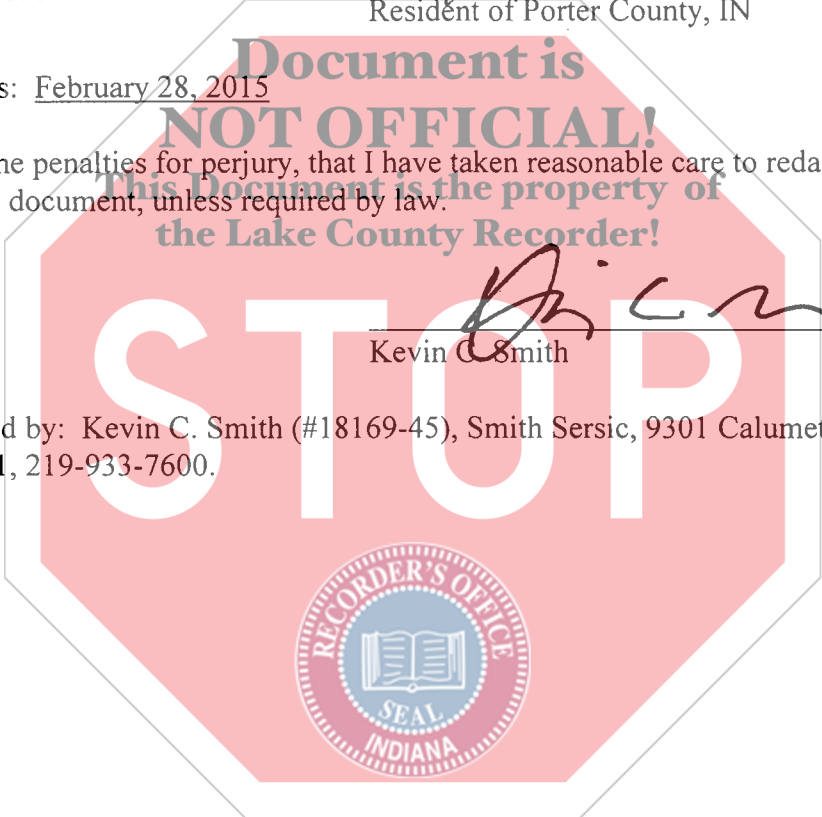 Resident of Porter County, IN
Document is
s: February 28, 2015
NOT OFFICIAL!
ne penalties for perjury, that I have taken reasonable care to reda
This Document is the property of
document, unless required by law.
the Lake County Recorder!
STOP
Kevin C. Smith
d by: Kevin C. Smith (#18169-45), Smith Sersic, 9301 Calumet
1, 219-933-7600.
RECORDER'S OFFICE
SEAL
INDIANA